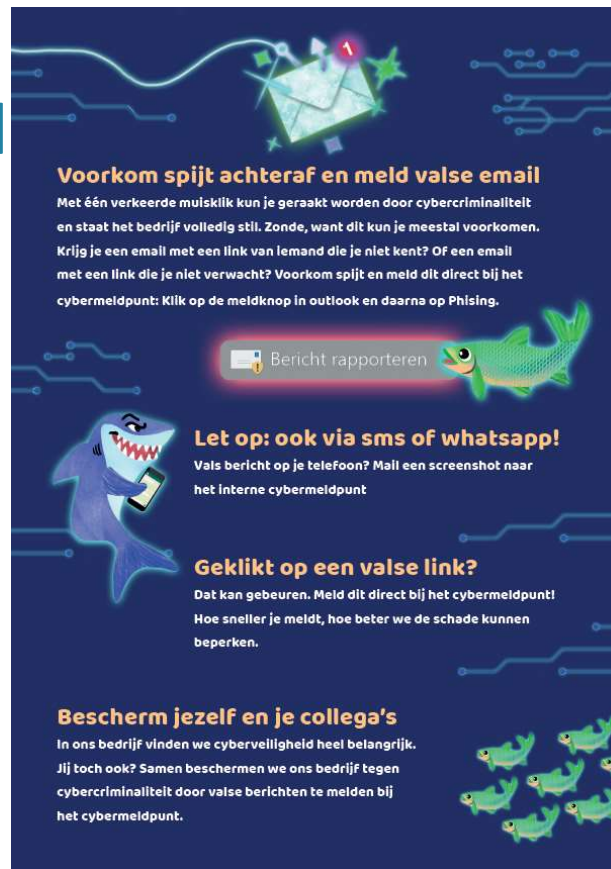 1
Voorkom spijt achteraf en meld valse email
Met één verkeerde muisklik kun je geraakt worden door cybercriminaliteit
en staat het bedrijf volledig stil. Zonde, want dit kun je meestal voorkomen.
Krijg je een email met een link van iemand die je niet kent? Of een email
met een link die je niet verwacht? Voorkom spijt en meld dit direct bij het
cybermeldpunt: Klik op de meldknop in outlook en daarna op Phising.
Bericht rapporteren
Let op: ook via sms of whatsapp!
Vals bericht op je telefoon? Mail een screenshot naar
het interne cybermeldpunt
Geklikt op een valse link?
Dat kan gebeuren. Meld dit direct bij het cybermeldpunt!
Hoe sneller je meldt, hoe beter we de schade kunnen
beperken.
Bescherm jezelf en je collega's
In ons bedrijf vinden we cyberveiligheid heel belangrijk.
Jij toch ook? Samen beschermen we ons bedrijf tegen
cybercriminaliteit door valse berichten te melden bij
het cybermeldpunt.